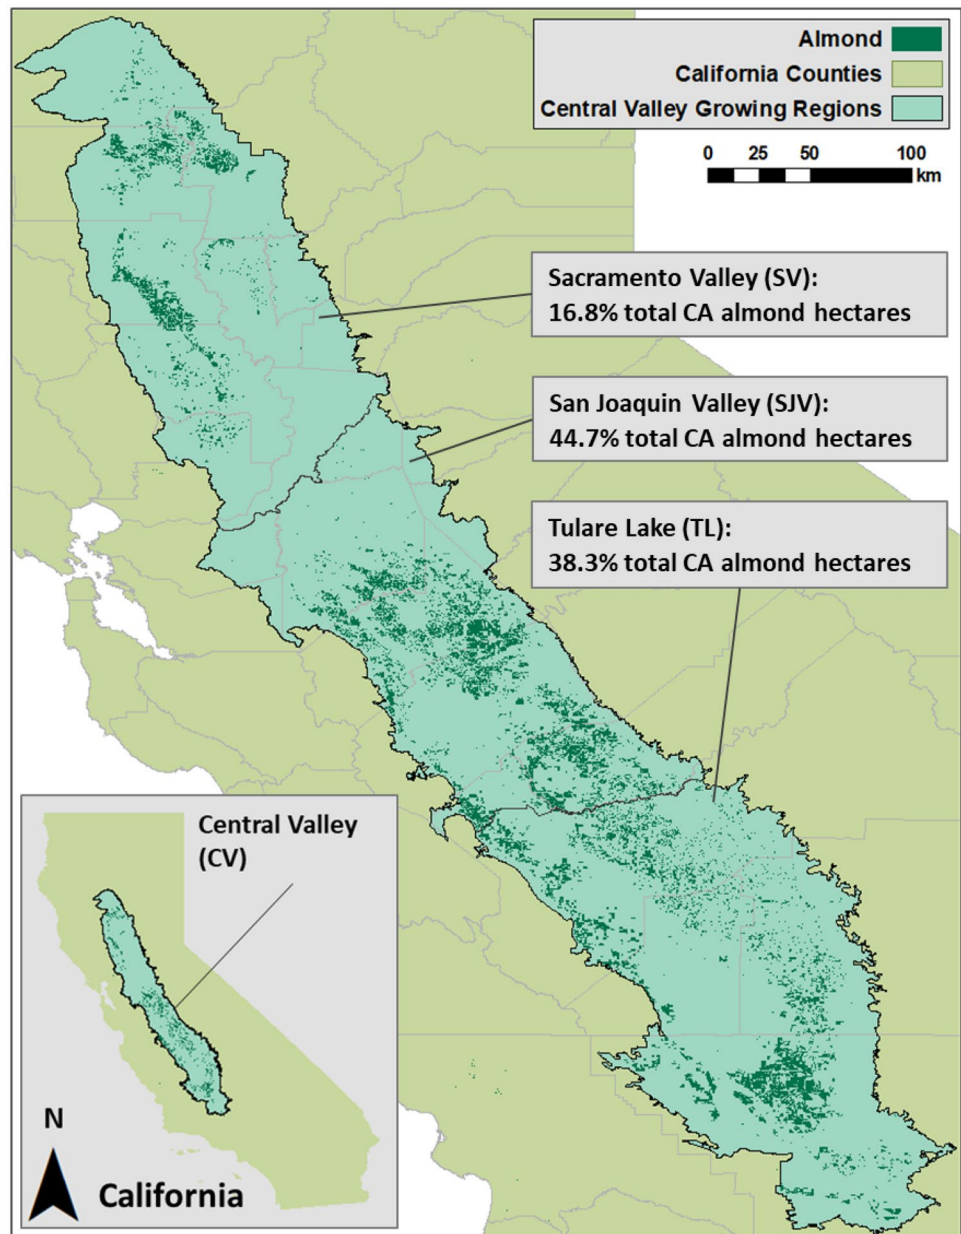 Almond
California Counties
Central Valley Growing Regions
0 25 50 100
km
Sacramento Valley (SV):
16.8% total CA almond hectares
San Joaquin Valley (SJV):
44.7% total CA almond hectares
Tulare Lake (TL):
38.3% total CA almond hectares
Central Valley
(CV)
N
California